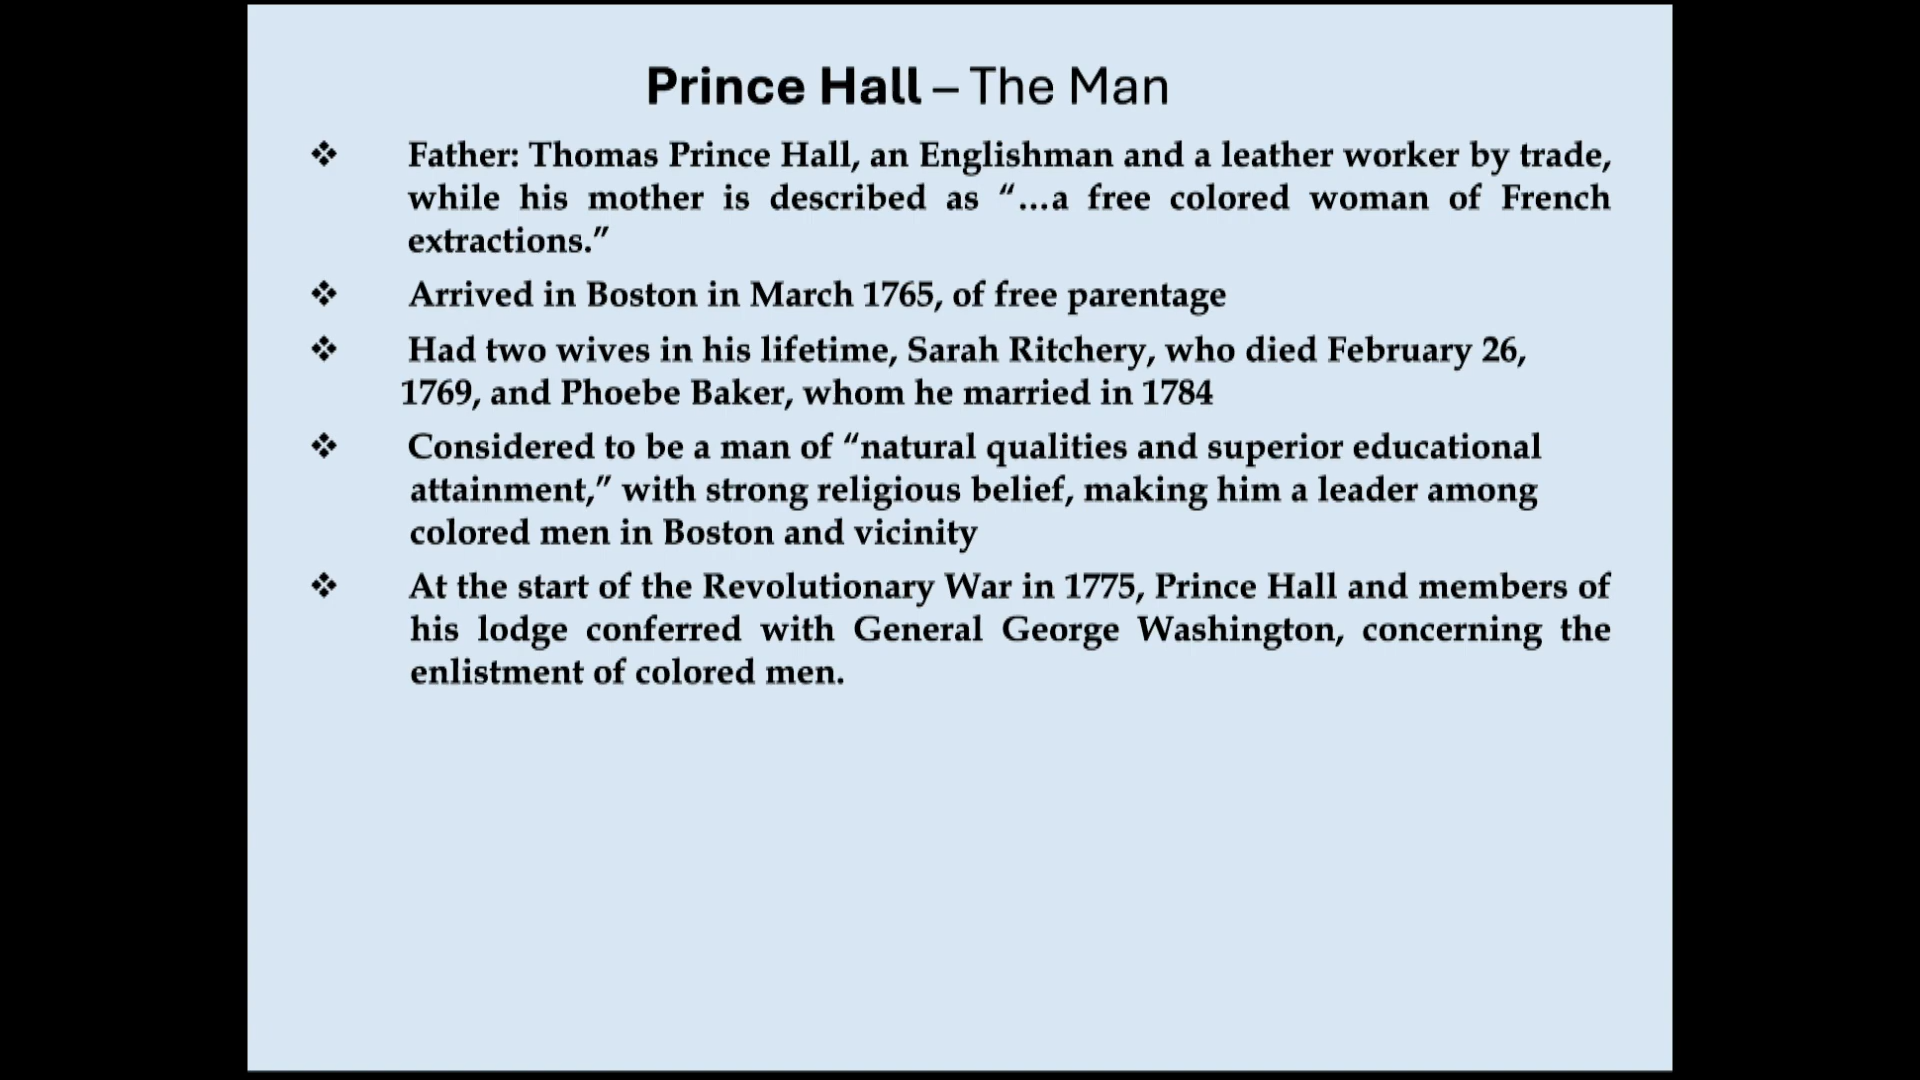 Prince Hall – The Man
❖ Father: Thomas Prince Hall, an Englishman and a leather worker by trade,
while his mother is described as “…a free colored woman of French
extractions.”
❖ Arrived in Boston in March 1765, of free parentage
❖ Had two wives in his lifetime, Sarah Ritchery, who died February 26,
1769, and Phoebe Baker, whom he married in 1784
❖ Considered to be a man of “natural qualities and superior educational
attainment,” with strong religious belief, making him a leader among
colored men in Boston and vicinity
❖ At the start of the Revolutionary War in 1775, Prince Hall and members of
his lodge conferred with General George Washington, concerning the
enlistment of colored men.